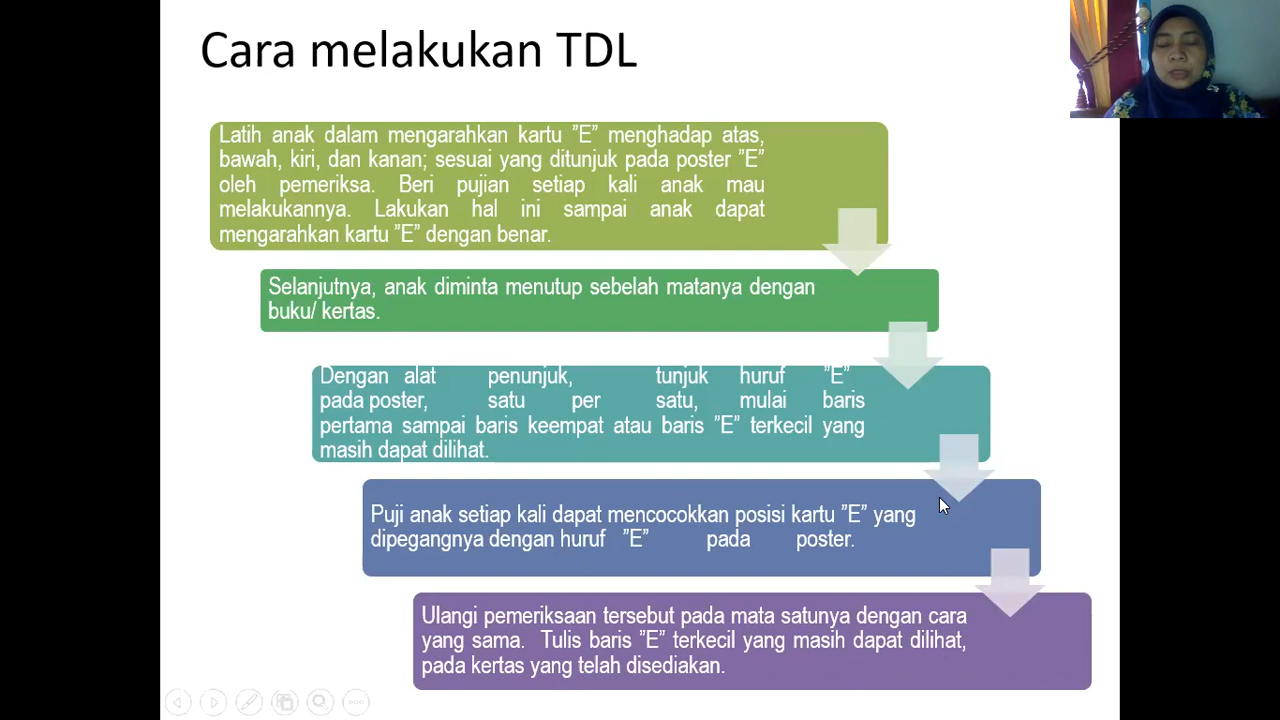 Cara melakukan TDL
Latih anak dalam mengarahkan kartu ”E” menghadap atas,
bawah, kiri, dan kanan; sesuai yang ditunjuk pada poster ”E”
oleh pemeriksa. Beri pujian setiap kali anak mau
melakukannya. Lakukan hal ini sampai anak dapat
mengarahkan kartu ”E” dengan benar.
Selanjutnya, anak diminta menutup sebelah matanya dengan
buku/ kertas.
Dengan alat penunjuk, tunjuk huruf ”E”
pada poster, satu per satu, mulai baris
pertama sampai baris keempat atau baris ”E” terkecil yang
masih dapat dilihat.
Puji anak setiap kali dapat mencocokkan posisi kartu ”E” yang
dipegangnya dengan huruf ”E” pada poster.
Ulangi pemeriksaan tersebut pada mata satunya dengan cara
yang sama. Tulis baris ”E” terkecil yang masih dapat dilihat,
pada kertas yang telah disediakan.